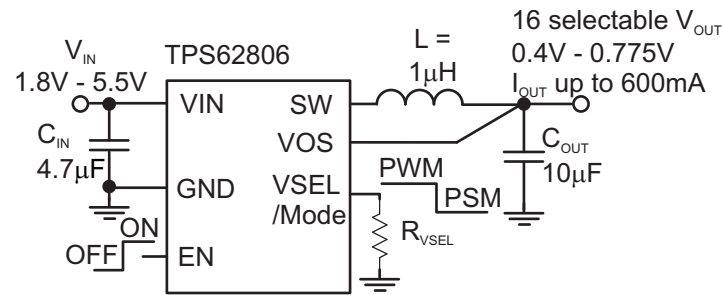 16 selectable VOUT
VIN
TPS62806
L =
0.4V - 0.775V
1.8V - 5.5V
1µH
IOUT up to 600mA
VIN
SW
CIN
VOS
COUT
4.7µF
PWM
10µF
GND
VSEL
/Mode
PSM
ON
OFF
EN
RVSEL